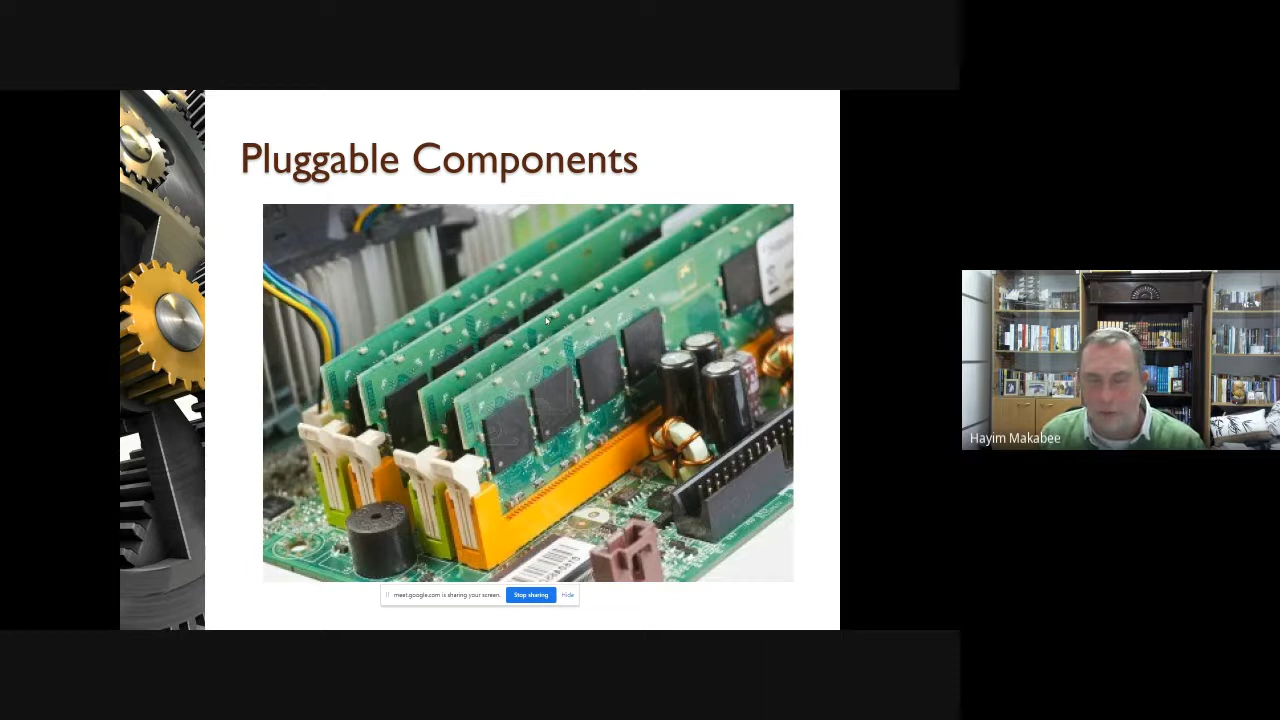 Pluggable Components
meet.google.com is sharing your screen. Stop sharing Hide
Hayim Makabee